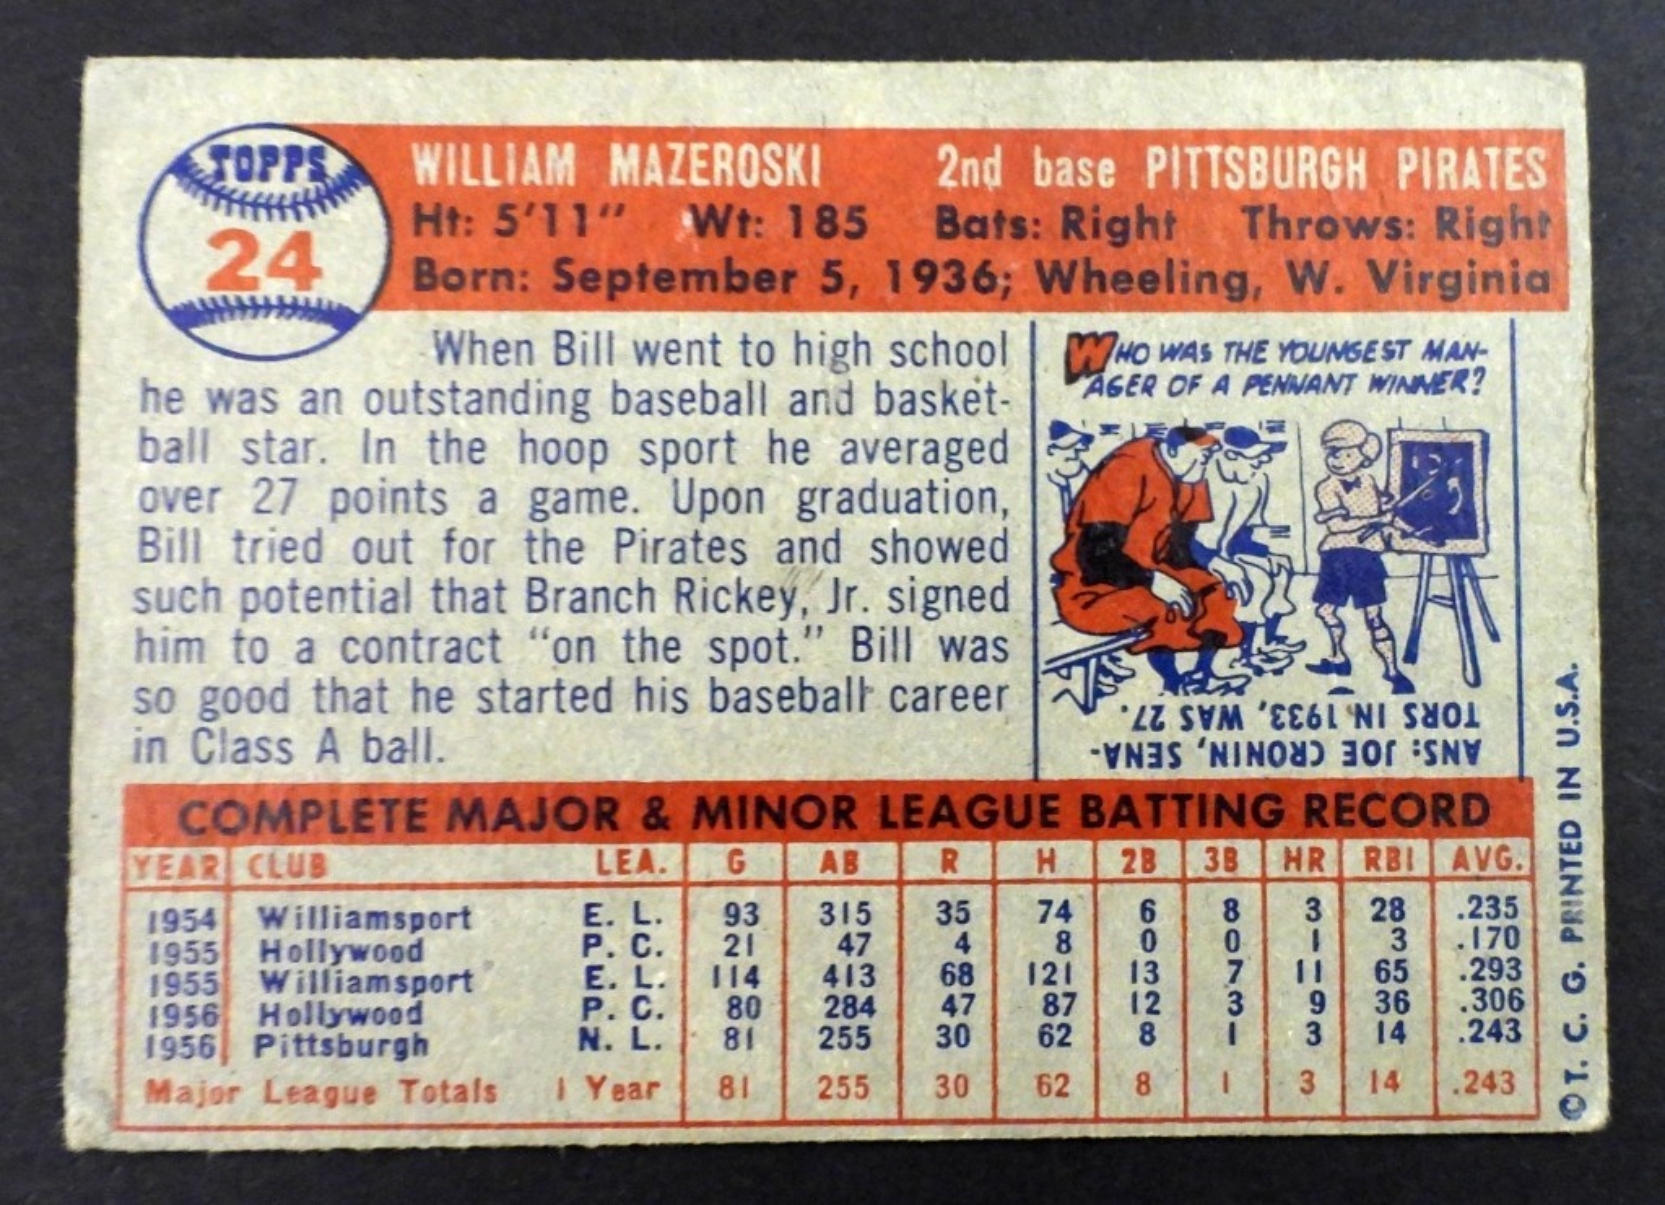 TOPPS
24
WILLIAM MAZEROSKI 2nd base PITTSBURGH PIRATES
Ht: 5'11" Wt: 185 Bats: Right Throws: Right
Born: September 5, 1936; Wheeling, W. Virginia
When Bill went to high school
he was an outstanding baseball and basket-
ball star. In the hoop sport he averaged
over 27 points a game. Upon graduation,
Bill tried out for the Pirates and showed
such potential that Branch Rickey, Jr. signed
him to a contract "on the spot." Bill was
so good that he started his baseball career
in Class A ball.
WHO WAS THE YOUNGEST MAN-
AGER OF A PENNANT WINNER?
ANS: JOE CRONIN, SENA-
TORS IN 1933, WAS 27.
COMPLETE MAJOR & MINOR LEAGUE BATTING RECORD
YEAR CLUB LEA. G AB R H 2B 3B HR RBI AVG.
1954 Williamsport E. L. 93 315 35 74 6 8 3 28 .235
1955 Hollywood P. C. 21 47 4 8 0 0 1 3 .170
1955 Williamsport E. L. 114 413 68 121 13 7 11 65 .293
1956 Hollywood P. C. 80 284 47 87 12 3 9 36 .306
1956 Pittsburgh N. L. 81 255 30 62 8 1 3 14 .243
Major League Totals 1 Year 81 255 30 62 8 1 3 14 .243
© T. C. G. PRINTED IN U.S.A.